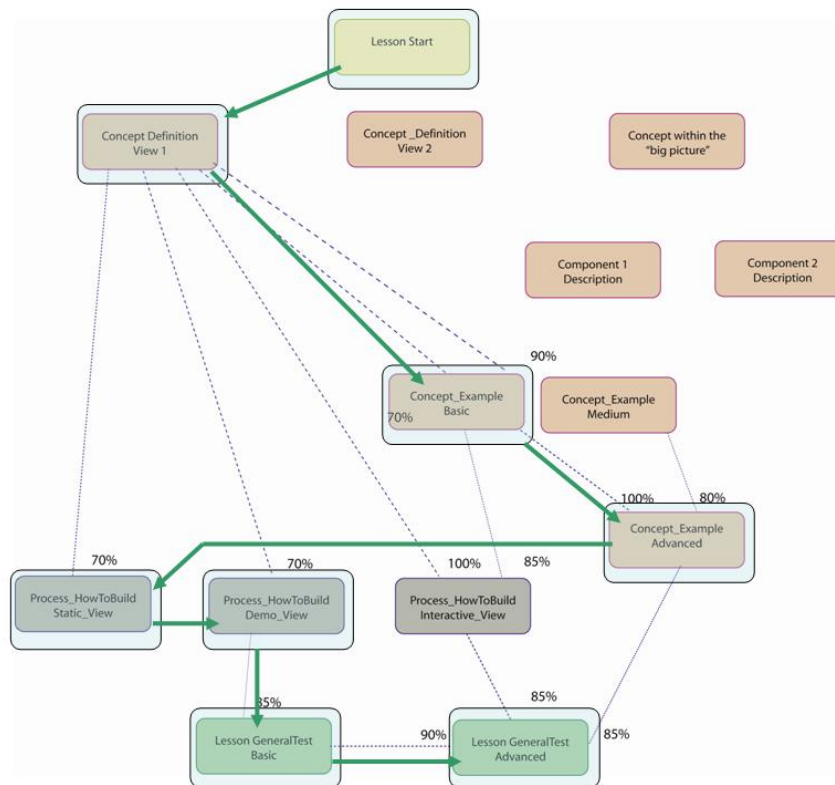 Lesson Start
Concept Definition
View 1
Concept _Definition
View 2
Concept within the
“big picture”
Component 1
Description
Component 2
Description
90%
Concept_Example
Basic
70%
Concept_Example
Medium
100%
80%
Concept_Example
Advanced
70%
70%
100%
85%
Process_HowToBuild
Static_View
Process_HowToBuild
Demo_View
Process_HowToBuild
Interactive_View
85%
85%
Lesson GeneralTest
Basic
90%
Lesson GeneralTest
Advanced
85%